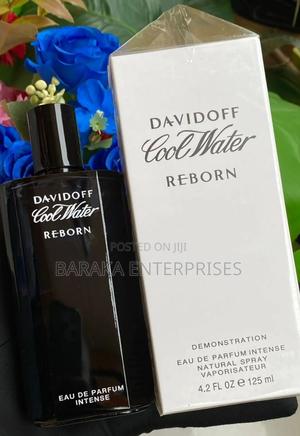 DAVIDOFF
Cool Water
REBORN
EAU DE PARFUM
INTENSE
DAVIDOFF
Cool Water
REBORN
DEMONSTRATION
EAU DE PARFUM INTENSE
NATURAL SPRAY
VAPORISATEUR
4.2 FL OZ e 125 ml
POSTED ON JIJI
BARAKA ENTERPRISES